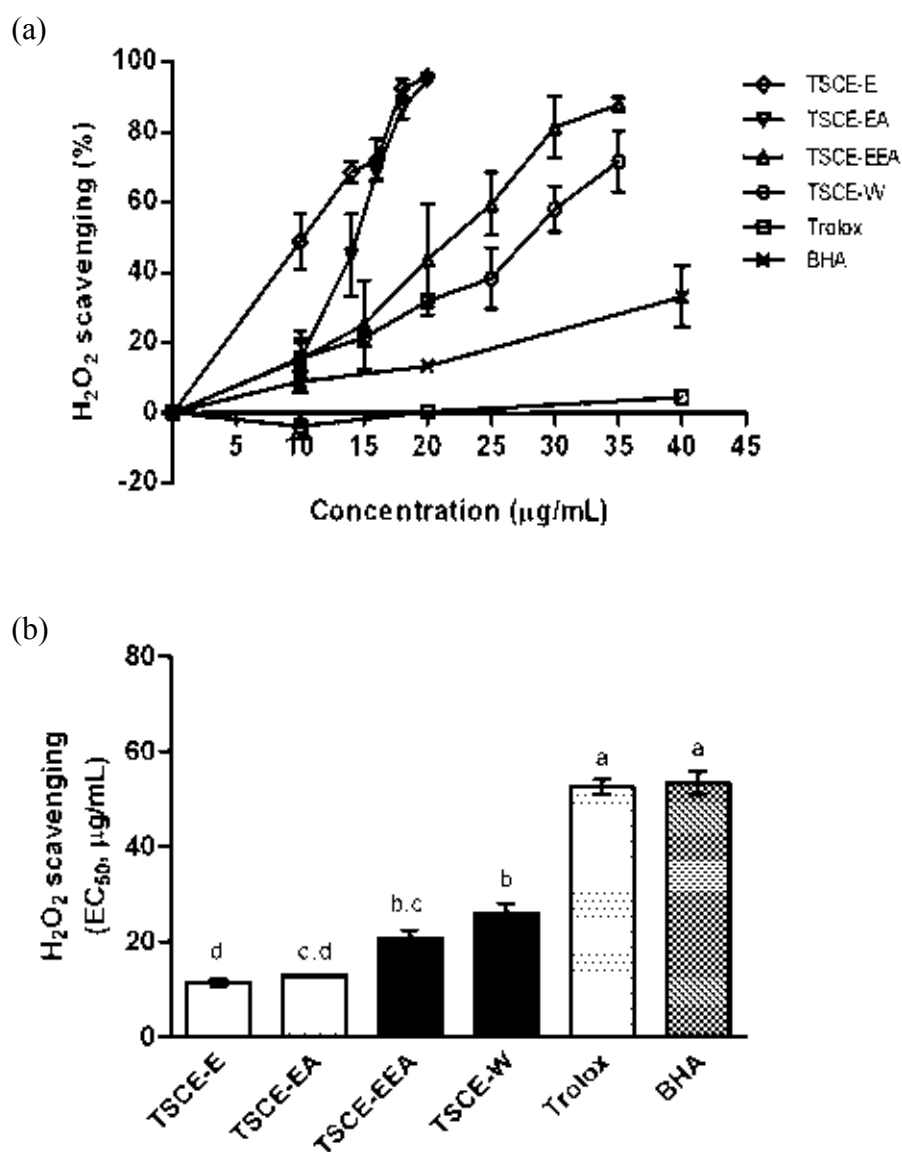 (a)
H₂O₂ scavenging (%)
100
80
60
40
20
0
-20
5 10 15 20 25 30 35 40 45
Concentration (μg/mL)
TSCE-E
TSCE-EA
TSCE-EEA
TSCE-W
Trolox
BHA
(b)
H₂O₂ scavenging
(EC₅₀, μg/mL)
80
60
40
20
0
d
c.d
b.c
b
a
a
TSCE-E
TSCE-EA
TSCE-EEA
TSCE-W
Trolox
BHA